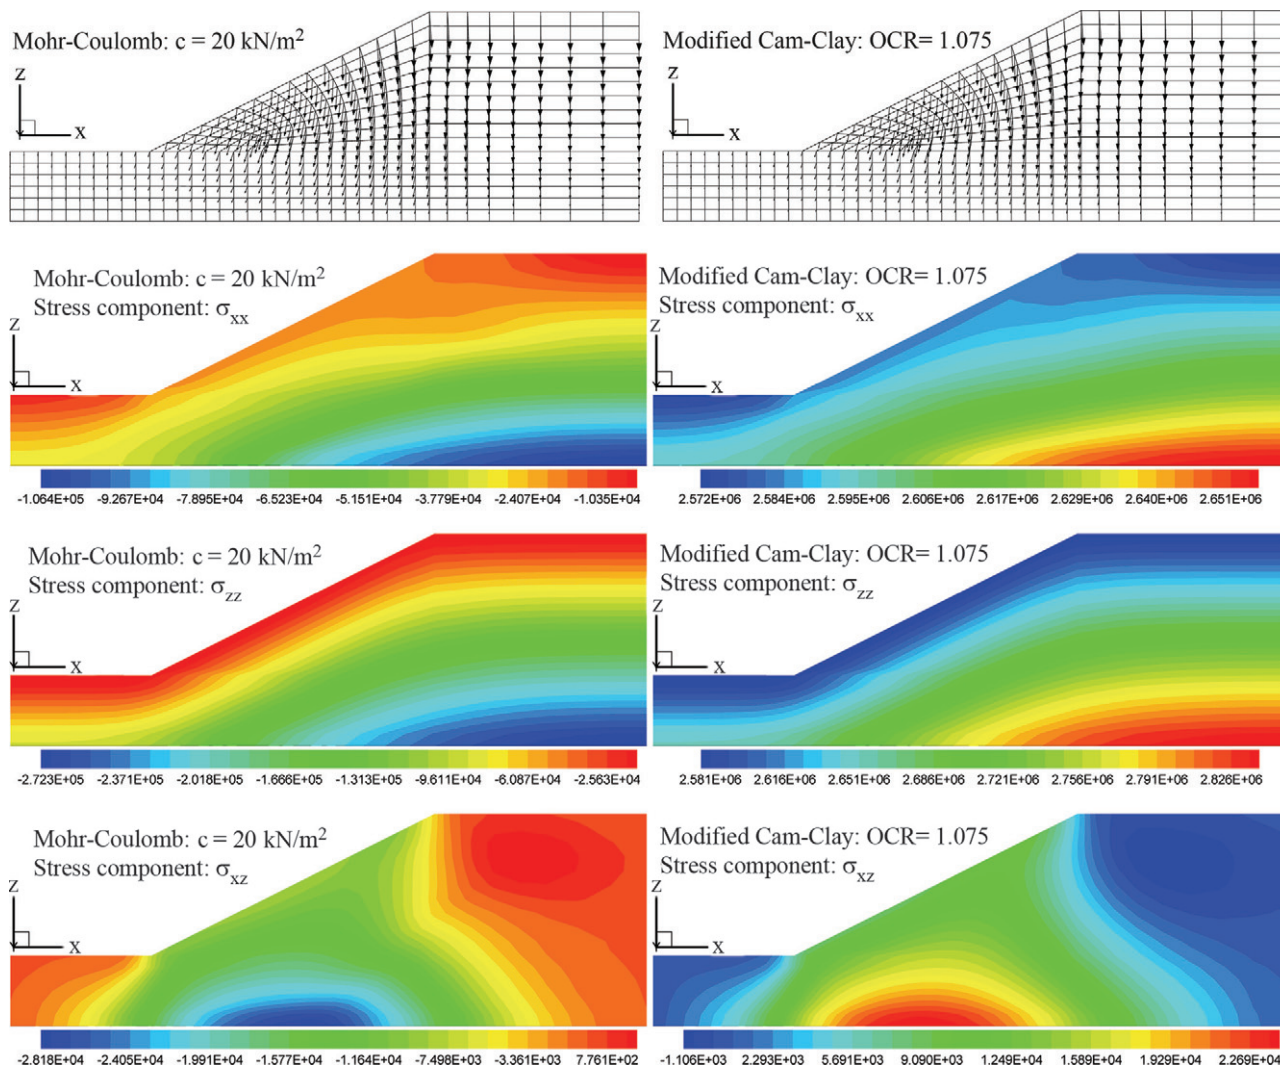 Mohr-Coulomb: c = 20 kN/m²
Z
X
Modified Cam-Clay: OCR= 1.075
Z
X
Mohr-Coulomb: c = 20 kN/m²
Stress component: σxx
Z
X
-1.064E+05 -9.267E+04 -7.895E+04 -6.523E+04 -5.151E+04 -3.779E+04 -2.407E+04 -1.035E+04
Modified Cam-Clay: OCR= 1.075
Stress component: σxx
Z
X
2.572E+06 2.584E+06 2.595E+06 2.606E+06 2.617E+06 2.629E+06 2.640E+06 2.651E+06
Mohr-Coulomb: c = 20 kN/m²
Stress component: σzz
Z
X
-2.723E+05 -2.371E+05 -2.018E+05 -1.666E+05 -1.313E+05 -9.611E+04 -6.087E+04 -2.563E+04
Modified Cam-Clay: OCR= 1.075
Stress component: σzz
Z
X
2.581E+06 2.616E+06 2.651E+06 2.686E+06 2.721E+06 2.756E+06 2.791E+06 2.826E+06
Mohr-Coulomb: c = 20 kN/m²
Stress component: σxz
Z
X
-2.818E+04 -2.405E+04 -1.991E+04 -1.577E+04 -1.164E+04 -7.498E+03 -3.361E+03 7.761E+02
Modified Cam-Clay: OCR= 1.075
Stress component: σxz
Z
X
-1.106E+03 2.293E+03 5.691E+03 9.090E+03 1.249E+04 1.589E+04 1.929E+04 2.269E+04